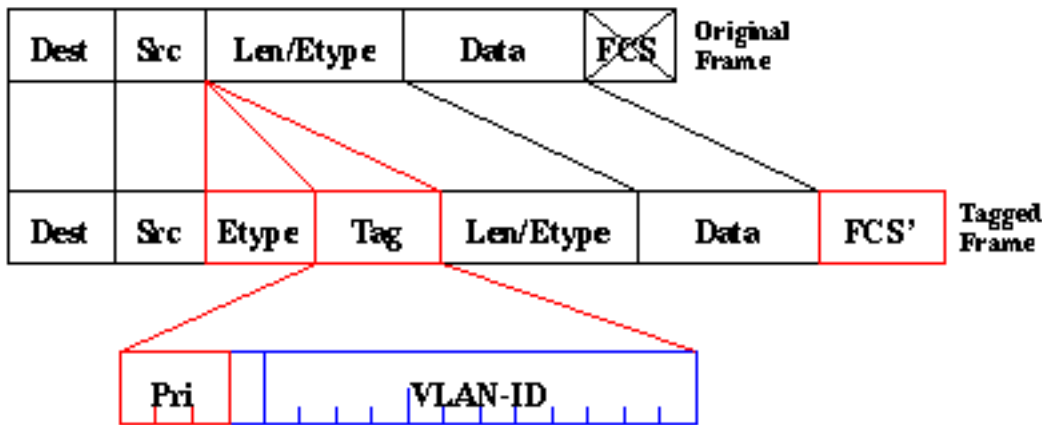 Dest Src Len/Etype Data FCS Original
Frame
Dest Src Etype Tag Len/Etype Data FCS’ Tagged
Frame
Pri VLAN-ID